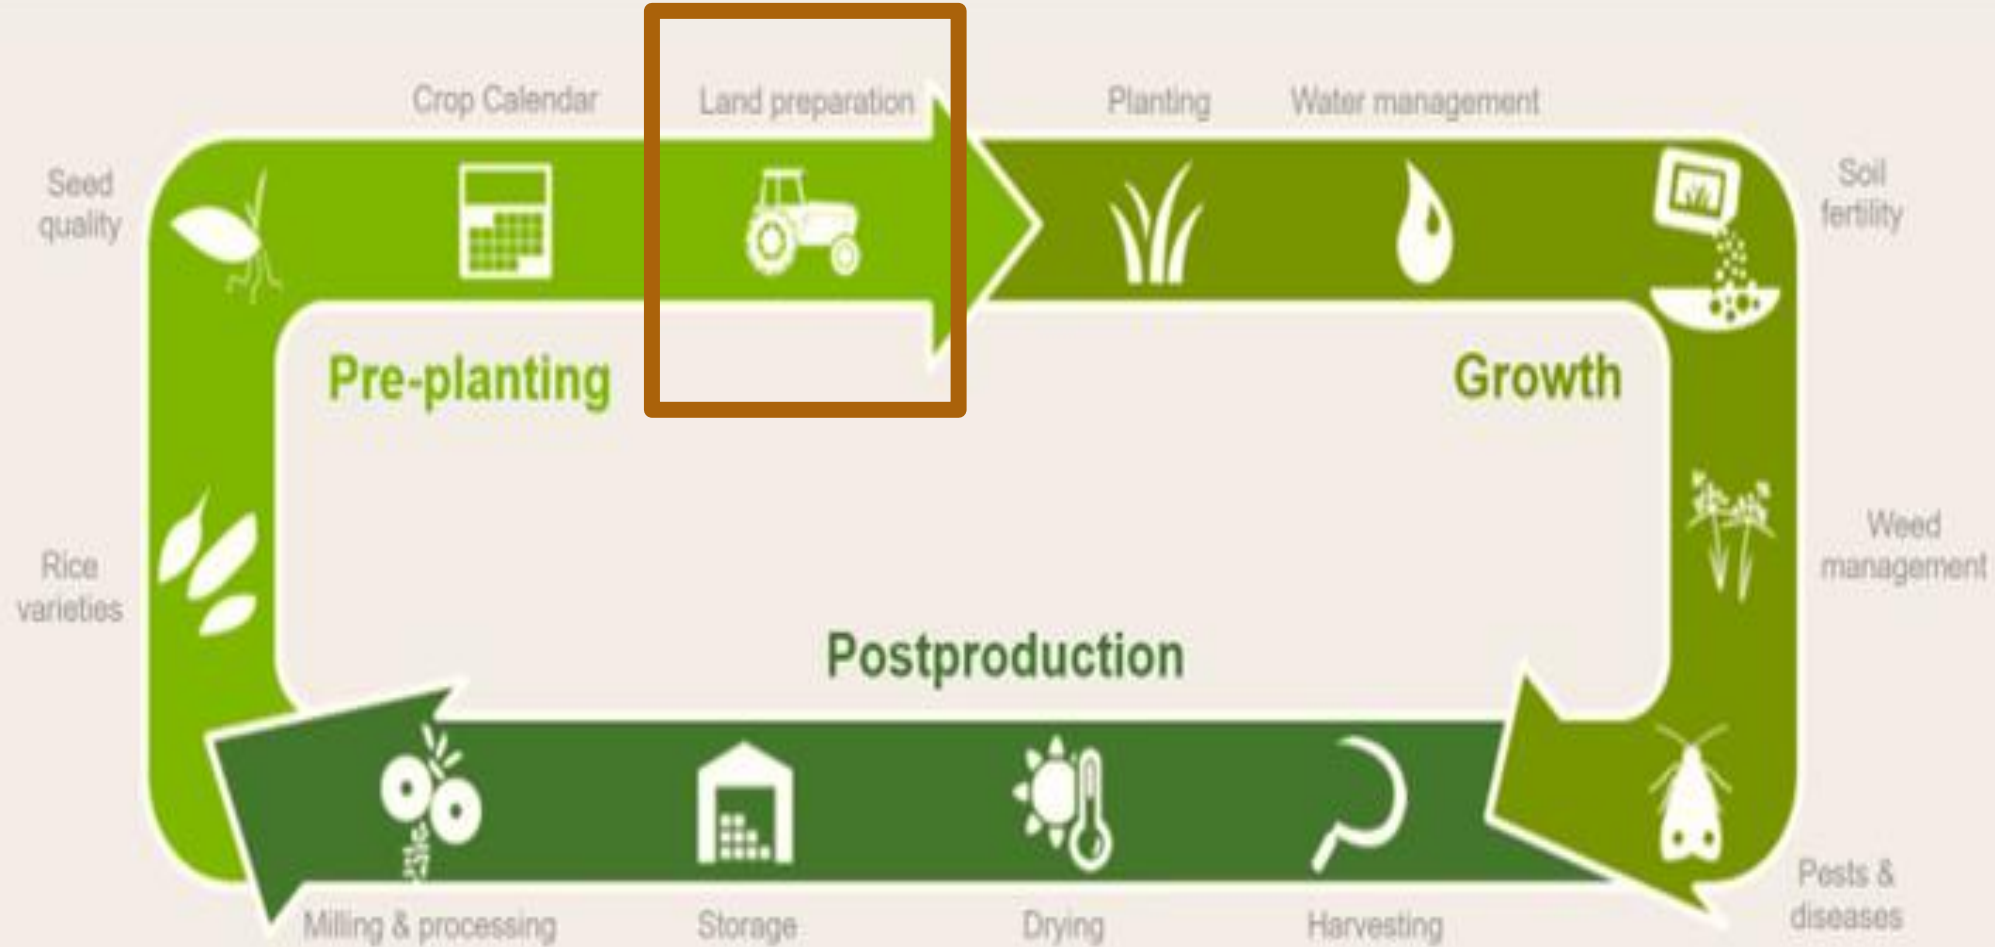 Crop Calendar
Land preparation
Planting
Water management
Seed
quality
Soil
fertility
Pre-planting
Growth
Rice
varieties
Weed
management
Postproduction
Pests &
diseases
Milling & processing
Storage
Drying
Harvesting